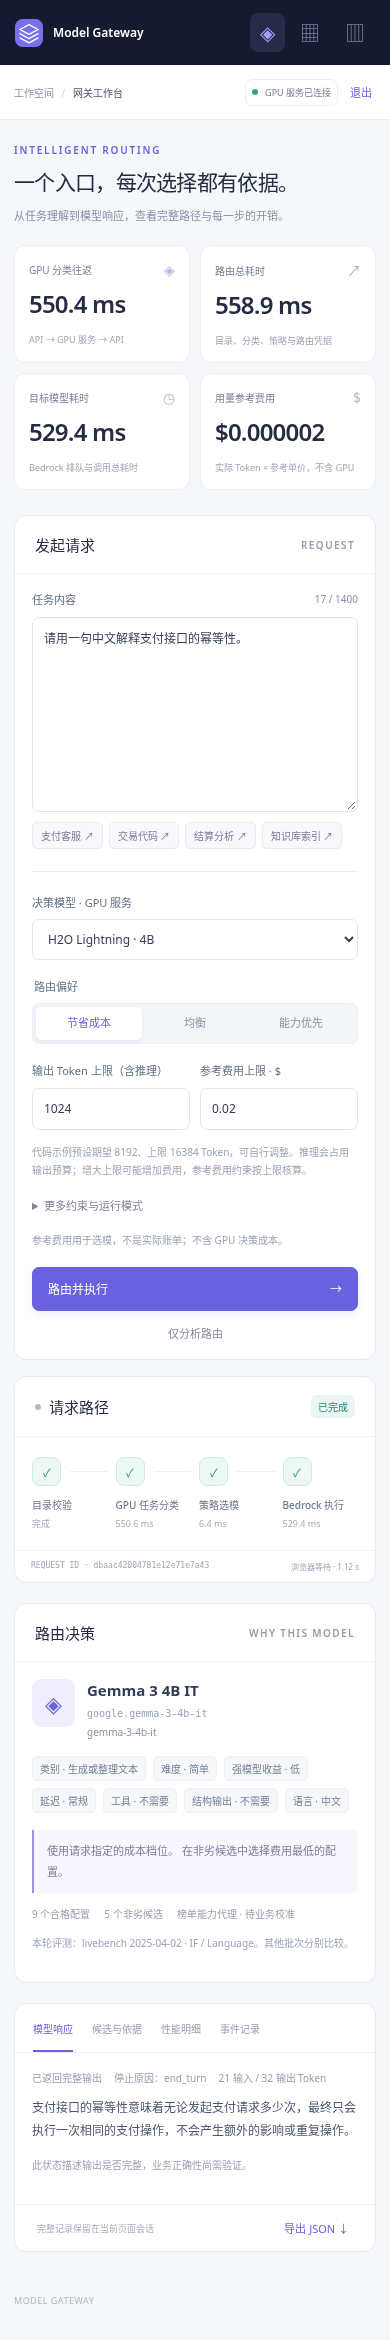 Model Gateway
工作空间 / 网关工作台
GPU 服务已连接
退出
INTELLIGENT ROUTING
一个入口，每次选择都有依据。
从任务理解到模型响应，查看完整路径与每一步的开销。
GPU 分类往返
550.4 ms
API → GPU 服务 → API
路由总耗时 ↗
558.9 ms
目录、分类、策略与路由凭据
目标模型耗时
529.4 ms
Bedrock 排队与调用总耗时
用量参考费用 $
$0.000002
实际 Token × 参考单价，不含 GPU
发起请求 REQUEST
任务内容 17 / 1400
请用一句中文解释支付接口的幂等性。
支付客服 ↗ 交易代码 ↗ 结算分析 ↗ 知识库索引 ↗
决策模型 · GPU 服务
H2O Lightning · 4B
路由偏好
节省成本 均衡 能力优先
输出 Token 上限（含推理） 参考费用上限 · $
1024 0.02
代码示例预设期望 8192、上限 16384 Token，可自行调整。推理会占用
输出预算；增大上限可能增加费用，参考费用约束按上限核算。
▶ 更多约束与运行模式
参考费用用于选模，不是实际账单；不含 GPU 决策成本。
路由并执行 →
仅分析路由
请求路径 已完成
✓ ✓ ✓ ✓
目录校验 GPU 任务分类 策略选模 Bedrock 执行
完成 550.6 ms 6.4 ms 529.4 ms
REQUEST ID · dbaac42004781e12e71e7a43 浏览器等待 · 1.12 s
路由决策 WHY THIS MODEL
Gemma 3 4B IT
google.gemma-3-4b-it
gemma-3-4b-it
类别 · 生成或整理文本 难度 · 简单 强模型收益 · 低
延迟 · 常规 工具 · 不需要 结构输出 · 不需要 语言 · 中文
使用请求指定的成本档位。 在非劣候选中选择费用最低的配
置。
9 个合格配置 5 个非劣候选 榜单能力代理 · 待业务校准
本轮评测：livebench 2025-04-02 · IF / Language。其他批次分别比较。
模型响应 候选与依据 性能明细 事件记录
已返回完整输出 停止原因：end_turn 21 输入 / 32 输出 Token
支付接口的幂等性意味着无论发起支付请求多少次，最终只会
执行一次相同的支付操作，不会产生额外的影响或重复操作。
此状态描述输出是否完整，业务正确性尚需验证。
完整记录保留在当前页面会话 导出 JSON ↓
MODEL GATEWAY